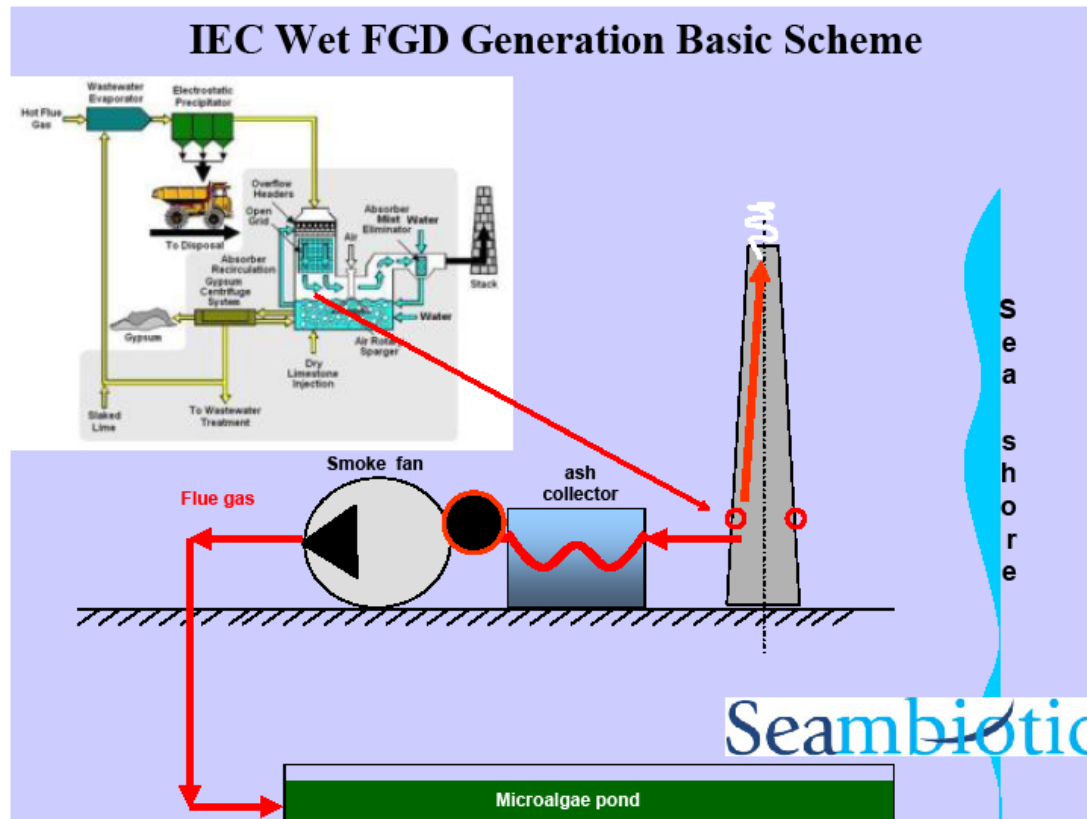 IEC Wet FGD Generation Basic Scheme
Wastewater
Evaporator
Electrostatic
Precipitator
Hot Flue
Gas
Overflow
Headers
Open
Grid
Air
Absorber
Mist Water
Eliminator
To Disposal
Absorber
Recirculation
Gypsum
Centrifuge
System
Stack
Water
Gypsum
Air Rotary
Sparger
Dry
Limestone
Injection
To Wastewater
Treatment
Slaked
Lime
Smoke fan
ash
collector
Flue gas
Sea shore
Seambiotic
Microalgae pond